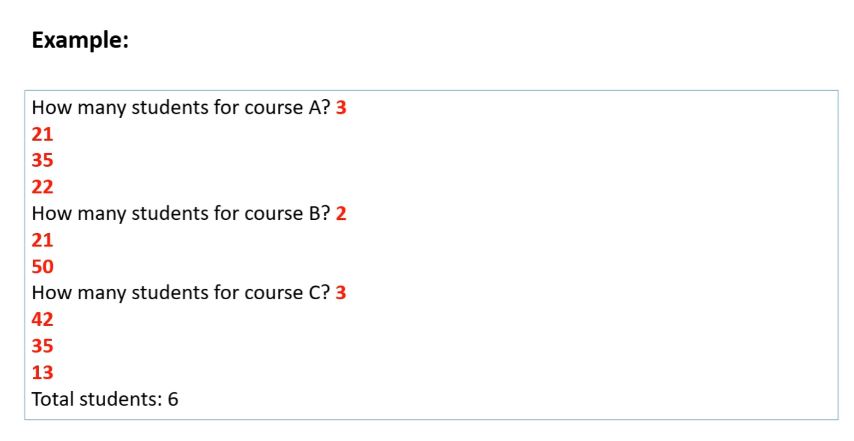 Example:
How many students for course A? 3
21
35
22
How many students for course B? 2
21
50
How many students for course C? 3
42
35
13
Total students: 6